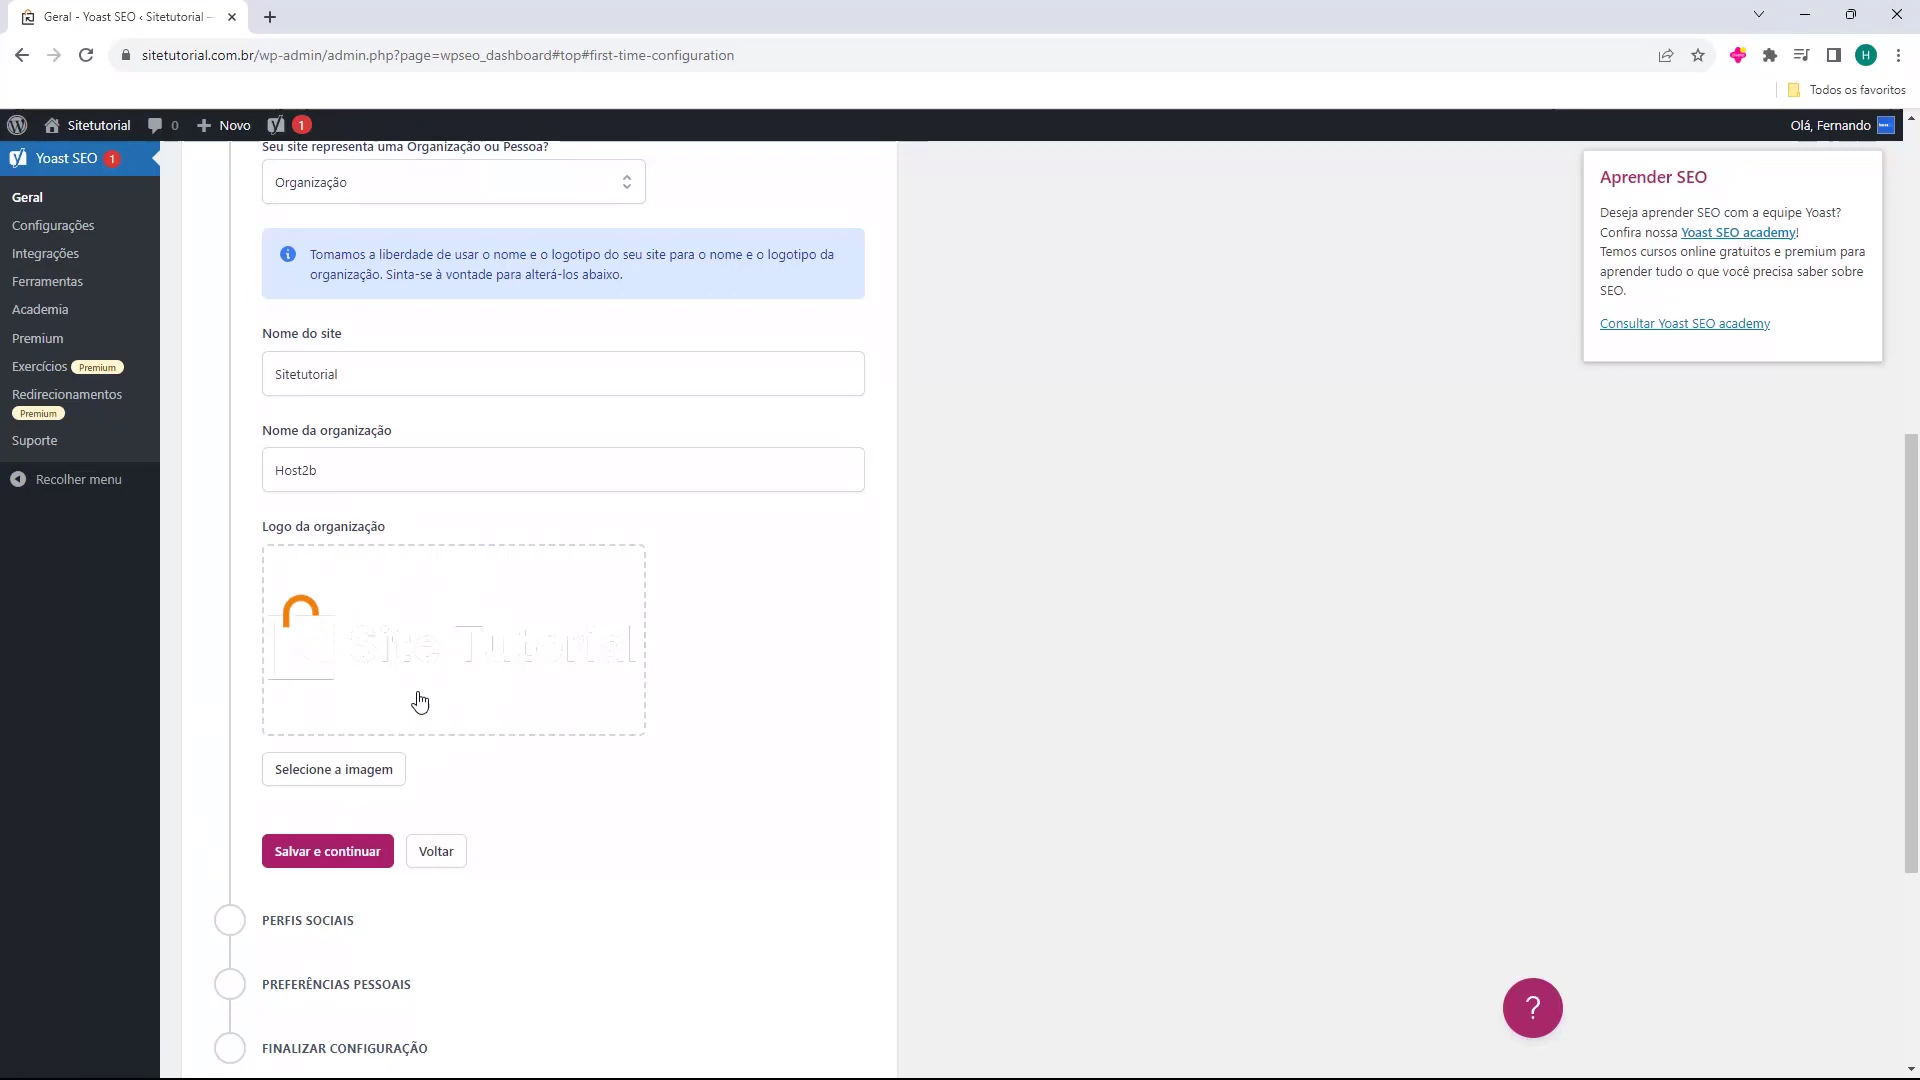 Geral - Yoast SEO ‹ Sitetutorial –
sitetutorial.com.br/wp-admin/admin.php?page=wpseo_dashboard#top#first-time-configuration
H
Todos os favoritos
Sitetutorial
0
Novo
1
Olá, Fernando
Yoast SEO 1
Geral
Configurações
Integrações
Ferramentas
Academia
Premium
Exercícios Premium
Redirecionamentos
Premium
Suporte
Recolher menu
Seu site representa uma Organização ou Pessoa?
Organização
Tomamos a liberdade de usar o nome e o logotipo do seu site para o nome e o logotipo da
organização. Sinta-se à vontade para alterá-los abaixo.
Nome do site
Sitetutorial
Nome da organização
Host2b
Logo da organização
Site Tutorial
Selecione a imagem
Salvar e continuar
Voltar
PERFIS SOCIAIS
PREFERÊNCIAS PESSOAIS
FINALIZAR CONFIGURAÇÃO
Aprender SEO
Deseja aprender SEO com a equipe Yoast?
Confira nossa Yoast SEO academy!
Temos cursos online gratuitos e premium para
aprender tudo o que você precisa saber sobre
SEO.
Consultar Yoast SEO academy
?